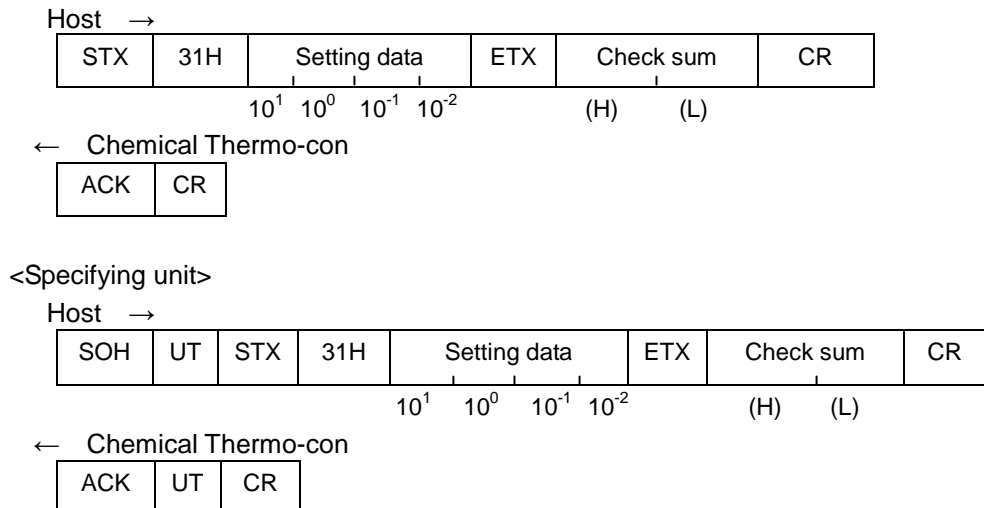 Host →
STX 31H Setting data ETX Check sum CR
10¹ 10⁰ 10⁻¹ 10⁻² (H) (L)
← Chemical Thermo-con
ACK CR
<Specifying unit>
Host →
SOH UT STX 31H Setting data ETX Check sum CR
10¹ 10⁰ 10⁻¹ 10⁻² (H) (L)
← Chemical Thermo-con
ACK UT CR